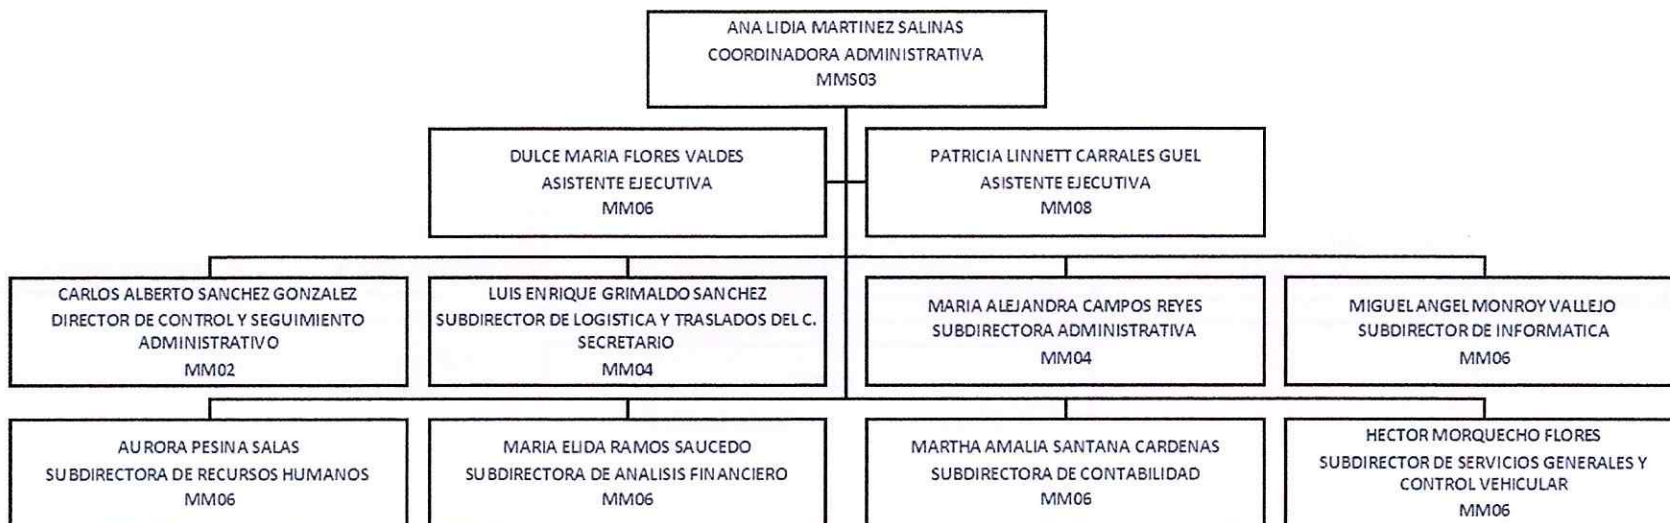 ANA LIDIA MARTINEZ SALINAS
COORDINADORA ADMINISTRATIVA
MMS03
DULCE MARIA FLORES VALDES
ASISTENTE EJECUTIVA
MM06
PATRICIA LINNETT CARRALES GUEL
ASISTENTE EJECUTIVA
MM08
CARLOS ALBERTO SANCHEZ GONZALEZ
DIRECTOR DE CONTROL Y SEGUIMIENTO
ADMINISTRATIVO
MM02
LUIS ENRIQUE GRIMALDO SANCHEZ
SUBDIRECTOR DE LOGISTICA Y TRASLADOS DEL C.
SECRETARIO
MM04
MARIA ALEJANDRA CAMPOS REYES
SUBDIRECTORA ADMINISTRATIVA
MM04
MIGUEL ANGEL MONROY VALLEJO
SUBDIRECTOR DE INFORMATICA
MM06
AURORA PESINA SALAS
SUBDIRECTORA DE RECURSOS HUMANOS
MM06
MARIA ELIDA RAMOS SAUCEDO
SUBDIRECTORA DE ANALISIS FINANCIERO
MM06
MARTHA AMALIA SANTANA CARDENAS
SUBDIRECTORA DE CONTABILIDAD
MM06
HECTOR MORQUECHO FLORES
SUBDIRECTOR DE SERVICIOS GENERALES Y
CONTROL VEHICULAR
MM06